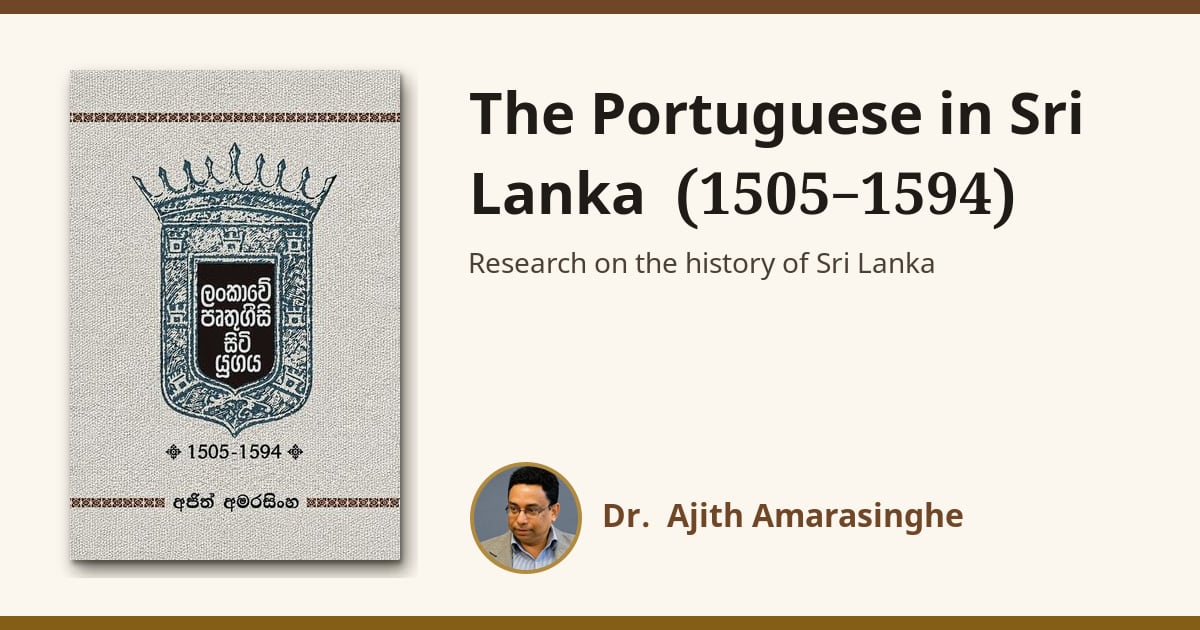 The Portuguese in Sri
Lanka (1505–1594)
Research on the history of Sri Lanka
ලංකාවේ
පෘතුගීසි
සිටි
යුගය
1505-1594
අජිත් අමරසිංහ
Dr. Ajith Amarasinghe